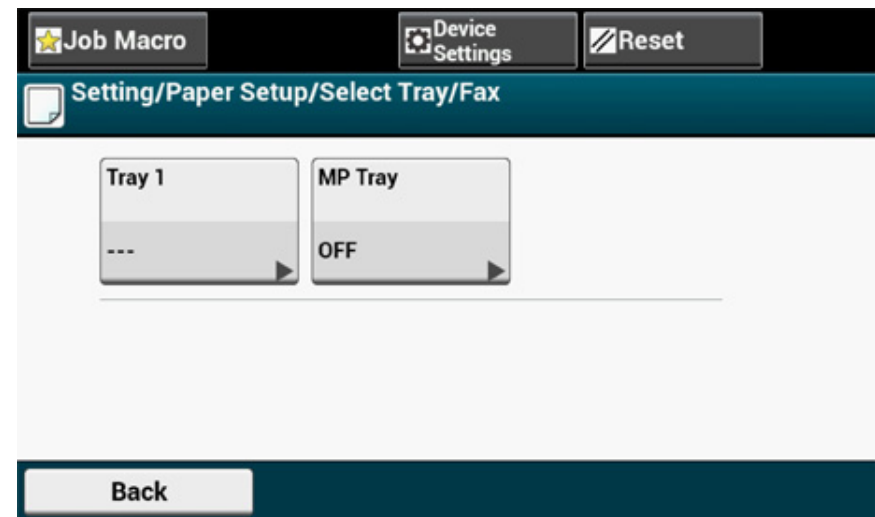 Job Macro
Device
Settings
Reset
Setting/Paper Setup/Select Tray/Fax
Tray 1
MP Tray
---
OFF
Back